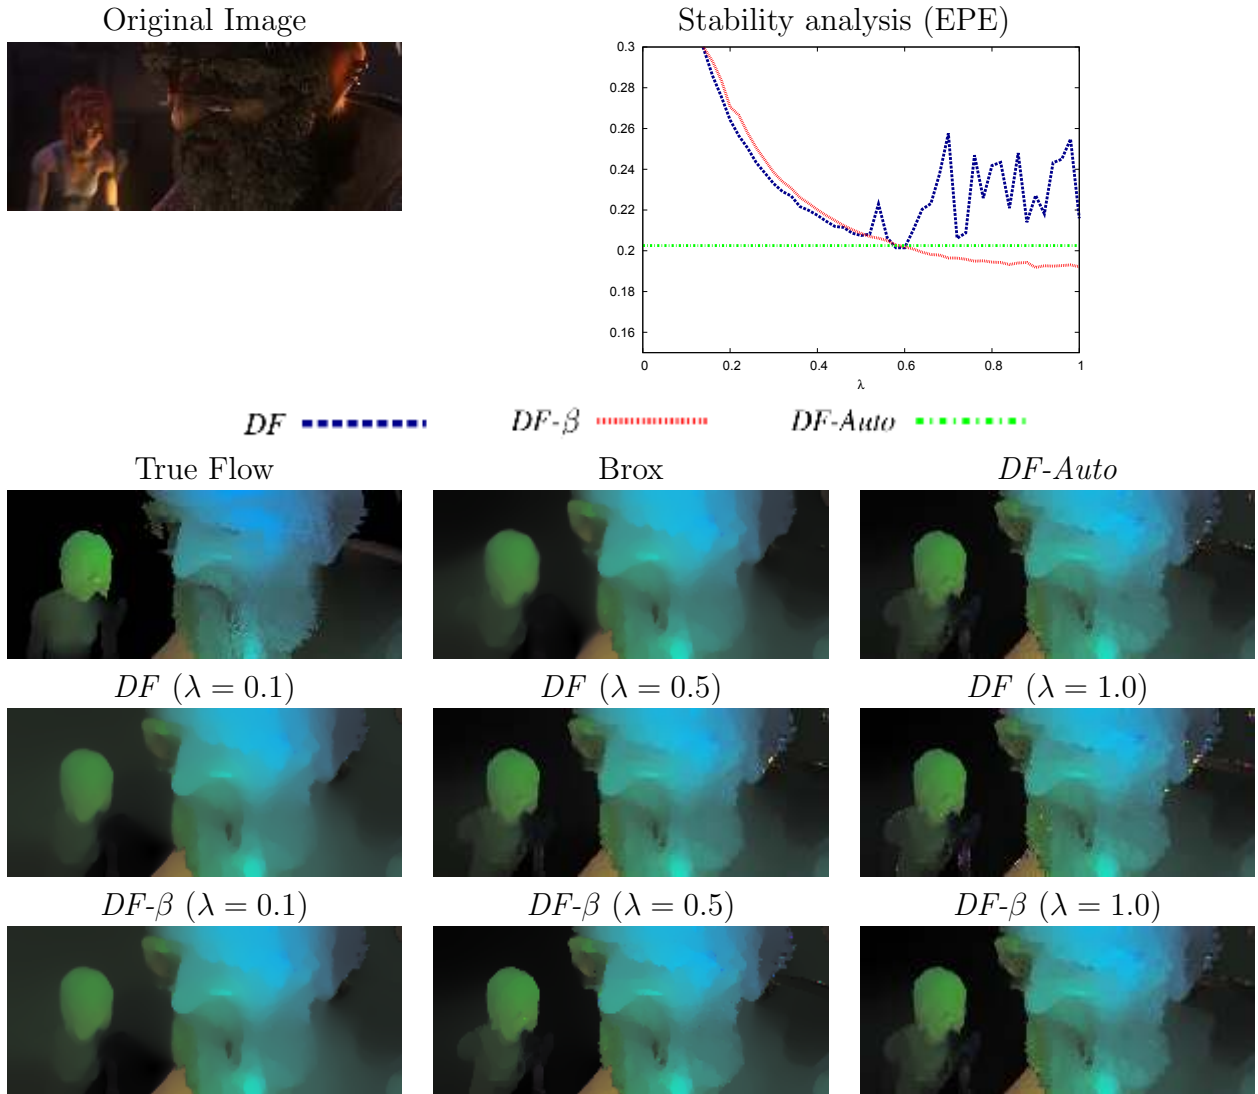 Original Image
Stability analysis (EPE)
0.3
0.28
0.26
0.24
0.22
0.2
0.18
0.16
0 0.2 0.4 0.6 0.8 1
λ
DF
DF-β
DF-Auto
True Flow
Brox
DF-Auto
DF (λ = 0.1)
DF (λ = 0.5)
DF (λ = 1.0)
DF-β (λ = 0.1)
DF-β (λ = 0.5)
DF-β (λ = 1.0)